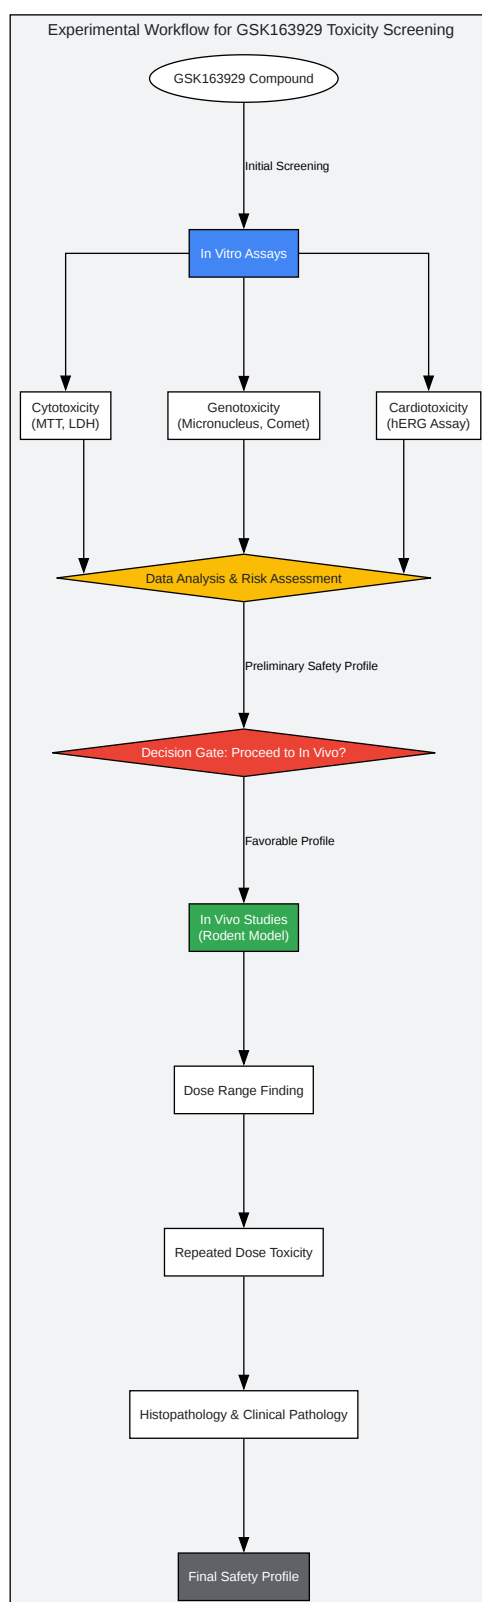 Experimental Workflow for GSK163929 Toxicity Screening
GSK163929 Compound
Initial Screening
In Vitro Assays
Cytotoxicity
(MTT, LDH)
Genotoxicity
(Micronucleus, Comet)
Cardiotoxicity
(hERG Assay)
Data Analysis & Risk Assessment
Preliminary Safety Profile
Decision Gate: Proceed to In Vivo?
Favorable Profile
In Vivo Studies
(Rodent Model)
Dose Range Finding
Repeated Dose Toxicity
Histopathology & Clinical Pathology
Final Safety Profile